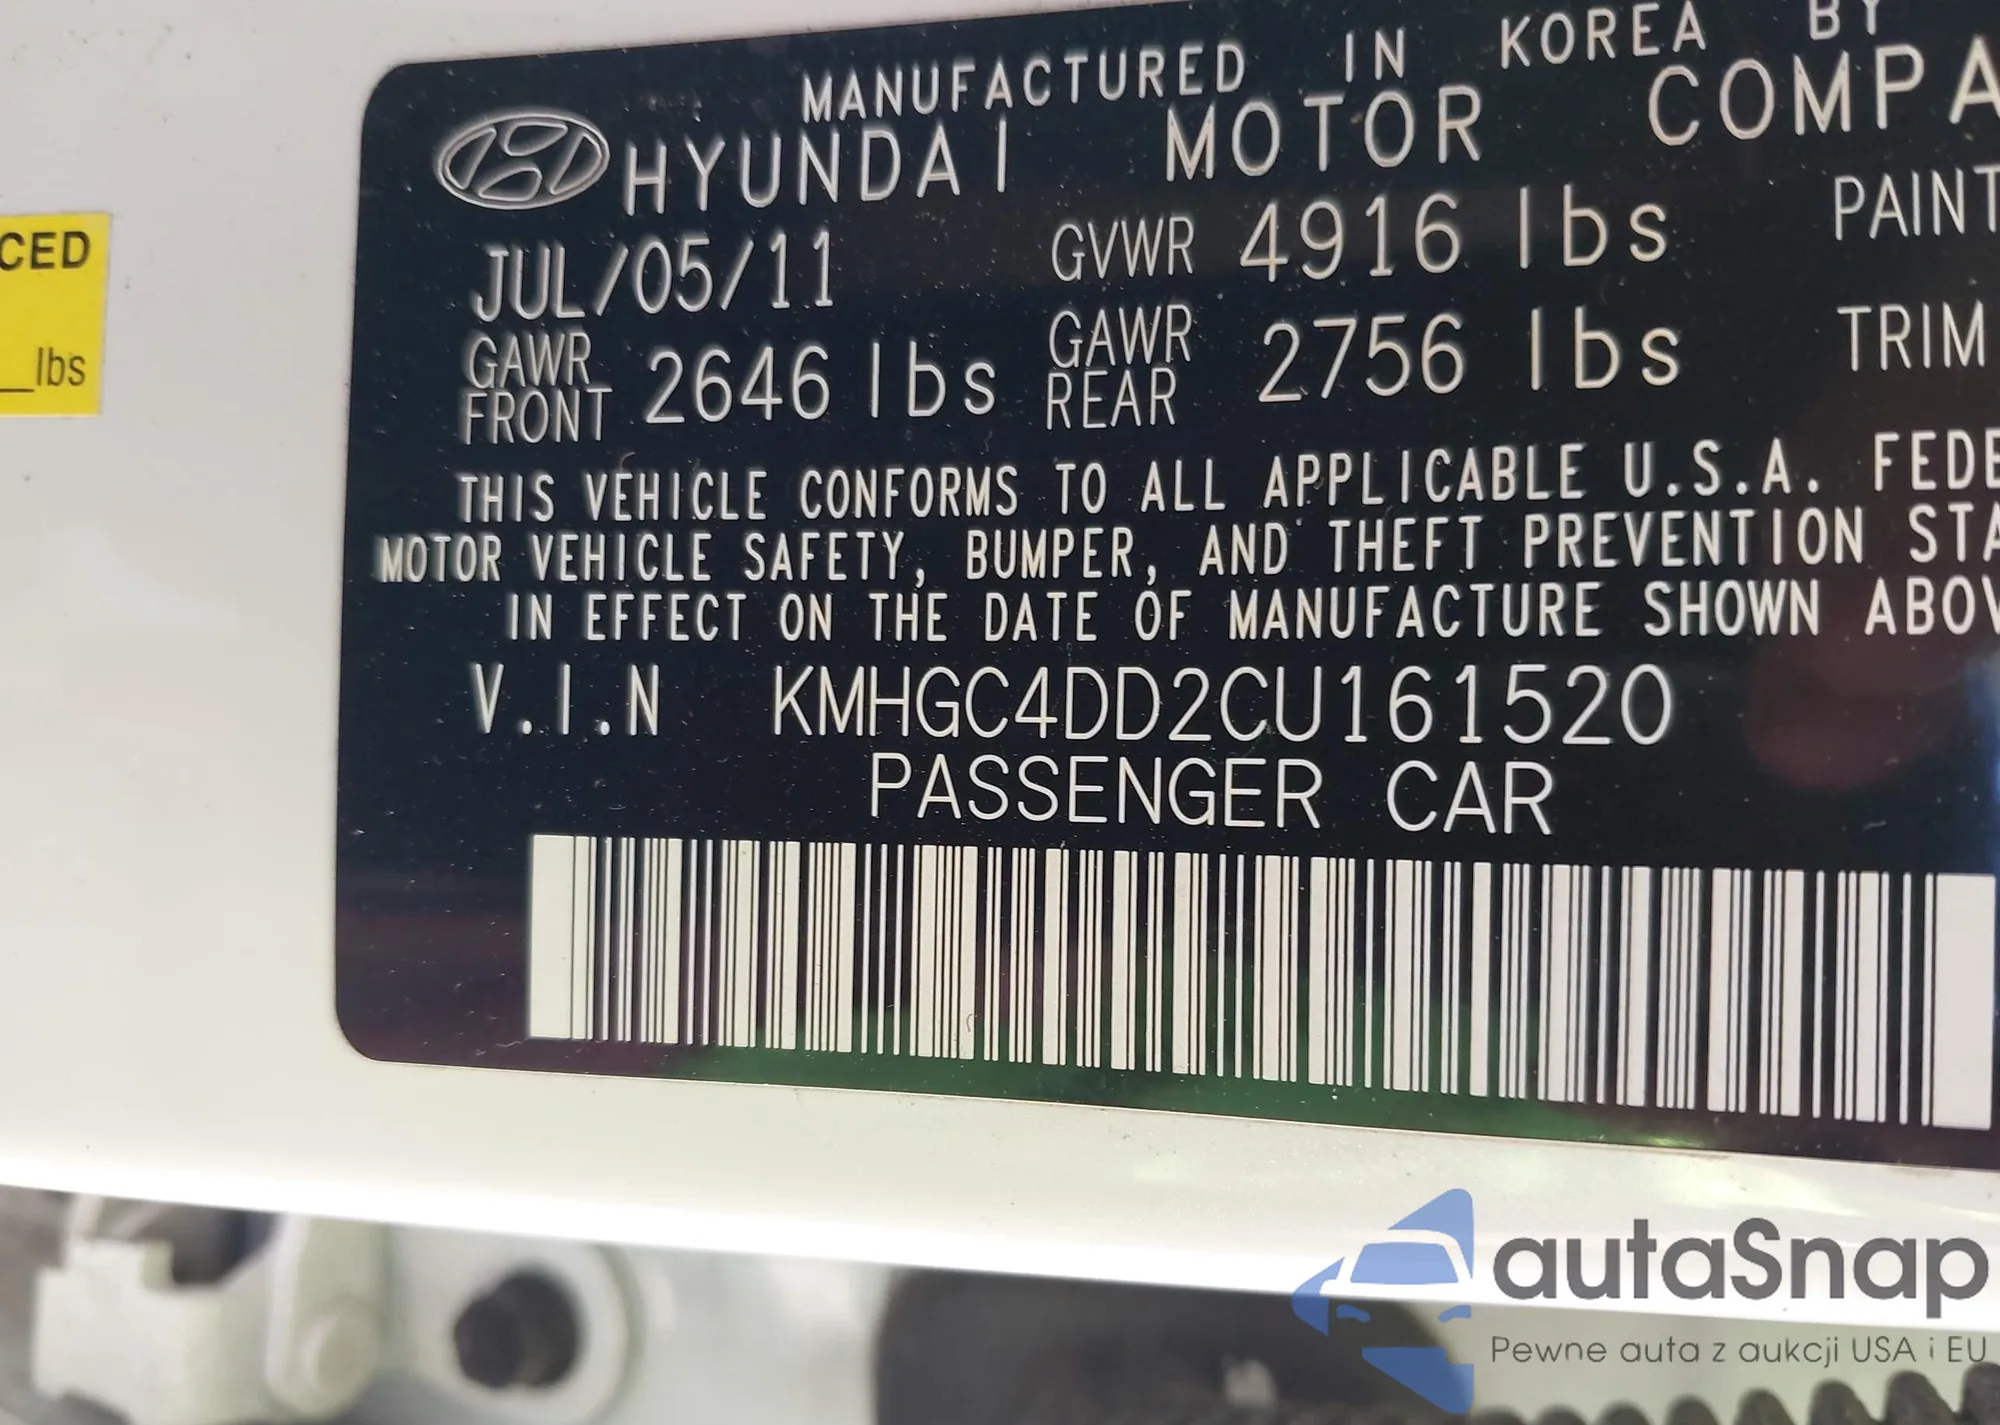 MANUFACTURED IN KOREA BY
HYUNDAI MOTOR COMPA
JUL/05/11 GVWR 4916 lbs PAINT
GAWR FRONT 2646 lbs GAWR REAR 2756 lbs TRIM
THIS VEHICLE CONFORMS TO ALL APPLICABLE U.S.A. FEDE
MOTOR VEHICLE SAFETY, BUMPER, AND THEFT PREVENTION STA
IN EFFECT ON THE DATE OF MANUFACTURE SHOWN ABOV
V.I.N KMHGC4DD2CU161520
PASSENGER CAR
CED
__lbs
autaSnap
Pewne auta z aukcji USA i EU